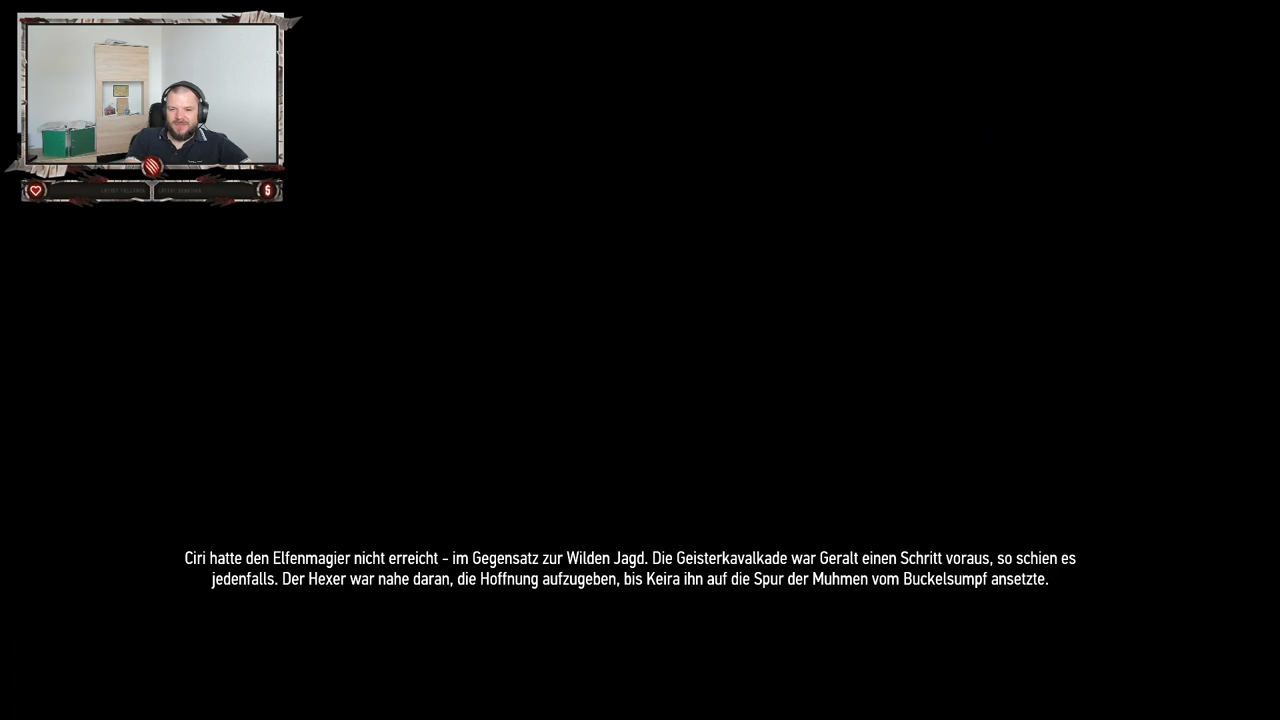 Ciri hatte den Elfenmagier nicht erreicht - im Gegensatz zur Wilden Jagd. Die Geisterkavalkade war Geralt einen Schritt voraus, so schien es
jedenfalls. Der Hexer war nahe daran, die Hoffnung aufzugeben, bis Keira ihn auf die Spur der Muhmen vom Buckelsumpf ansetzte.